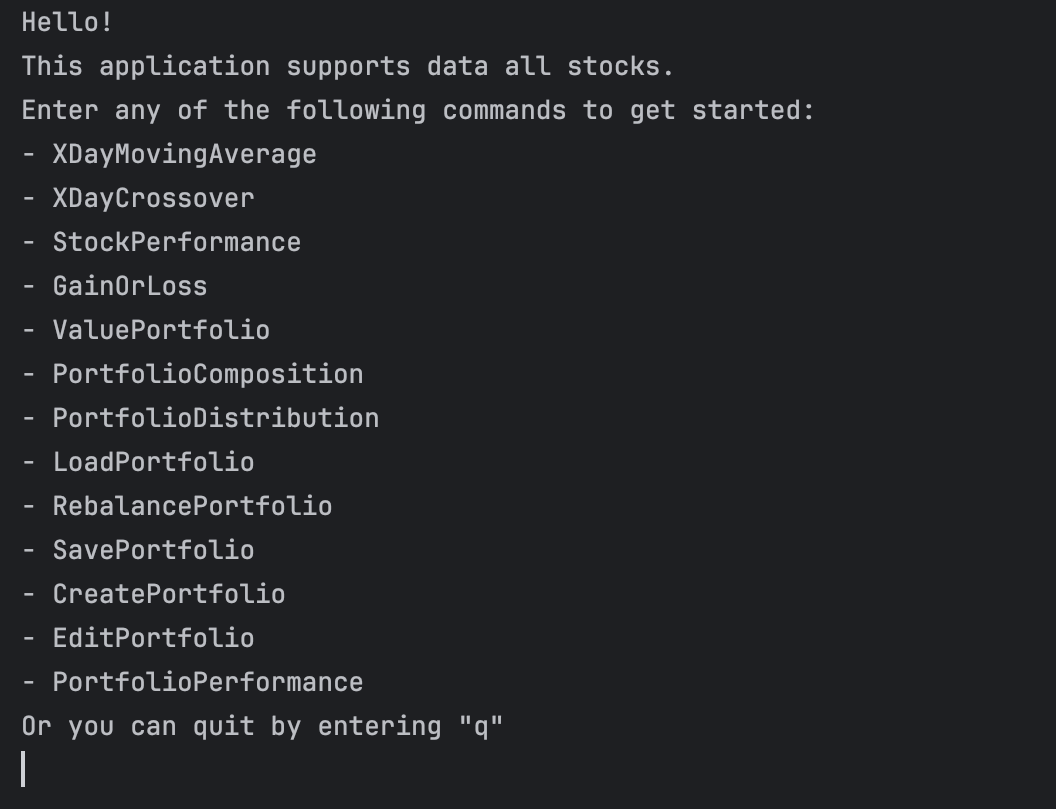 Hello!
This application supports data all stocks.
Enter any of the following commands to get started:
- XDayMovingAverage
- XDayCrossover
- StockPerformance
- GainOrLoss
- ValuePortfolio
- PortfolioComposition
- PortfolioDistribution
- LoadPortfolio
- RebalancePortfolio
- SavePortfolio
- CreatePortfolio
- EditPortfolio
- PortfolioPerformance
Or you can quit by entering "q"